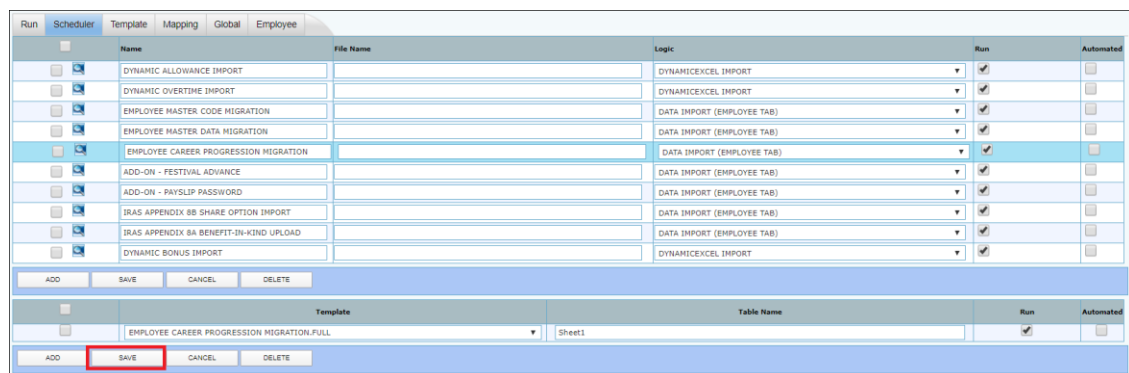 Run Scheduler Template Mapping Global Employee
Name File Name Logic Run Automated
DYNAMIC ALLOWANCE IMPORT DYNAMICEXCEL IMPORT
DYNAMIC OVERTIME IMPORT DYNAMICEXCEL IMPORT
EMPLOYEE MASTER CODE MIGRATION DATA IMPORT (EMPLOYEE TAB)
EMPLOYEE MASTER DATA MIGRATION DATA IMPORT (EMPLOYEE TAB)
EMPLOYEE CAREER PROGRESSION MIGRATION DATA IMPORT (EMPLOYEE TAB)
ADD-ON - FESTIVAL ADVANCE DATA IMPORT (EMPLOYEE TAB)
ADD-ON - PAYSLIP PASSWORD DATA IMPORT (EMPLOYEE TAB)
IRAS APPENDIX 8B SHARE OPTION IMPORT DATA IMPORT (EMPLOYEE TAB)
IRAS APPENDIX 8A BENEFIT-IN-KIND UPLOAD DATA IMPORT (EMPLOYEE TAB)
DYNAMIC BONUS IMPORT DYNAMICEXCEL IMPORT
ADD SAVE CANCEL DELETE
Template Table Name Run Automated
EMPLOYEE CAREER PROGRESSION MIGRATION.FULL Sheet1
ADD SAVE CANCEL DELETE